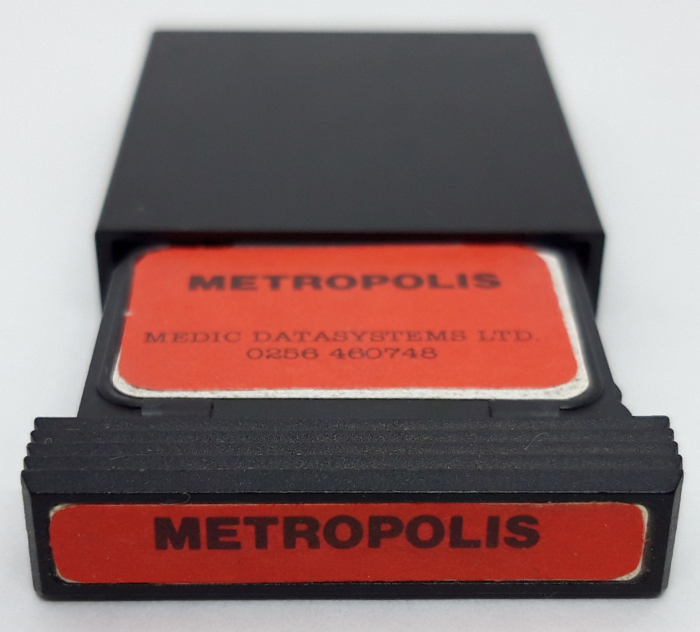 METROPOLIS
MEDIC DATASYSTEMS LTD.
0256 460748
METROPOLIS